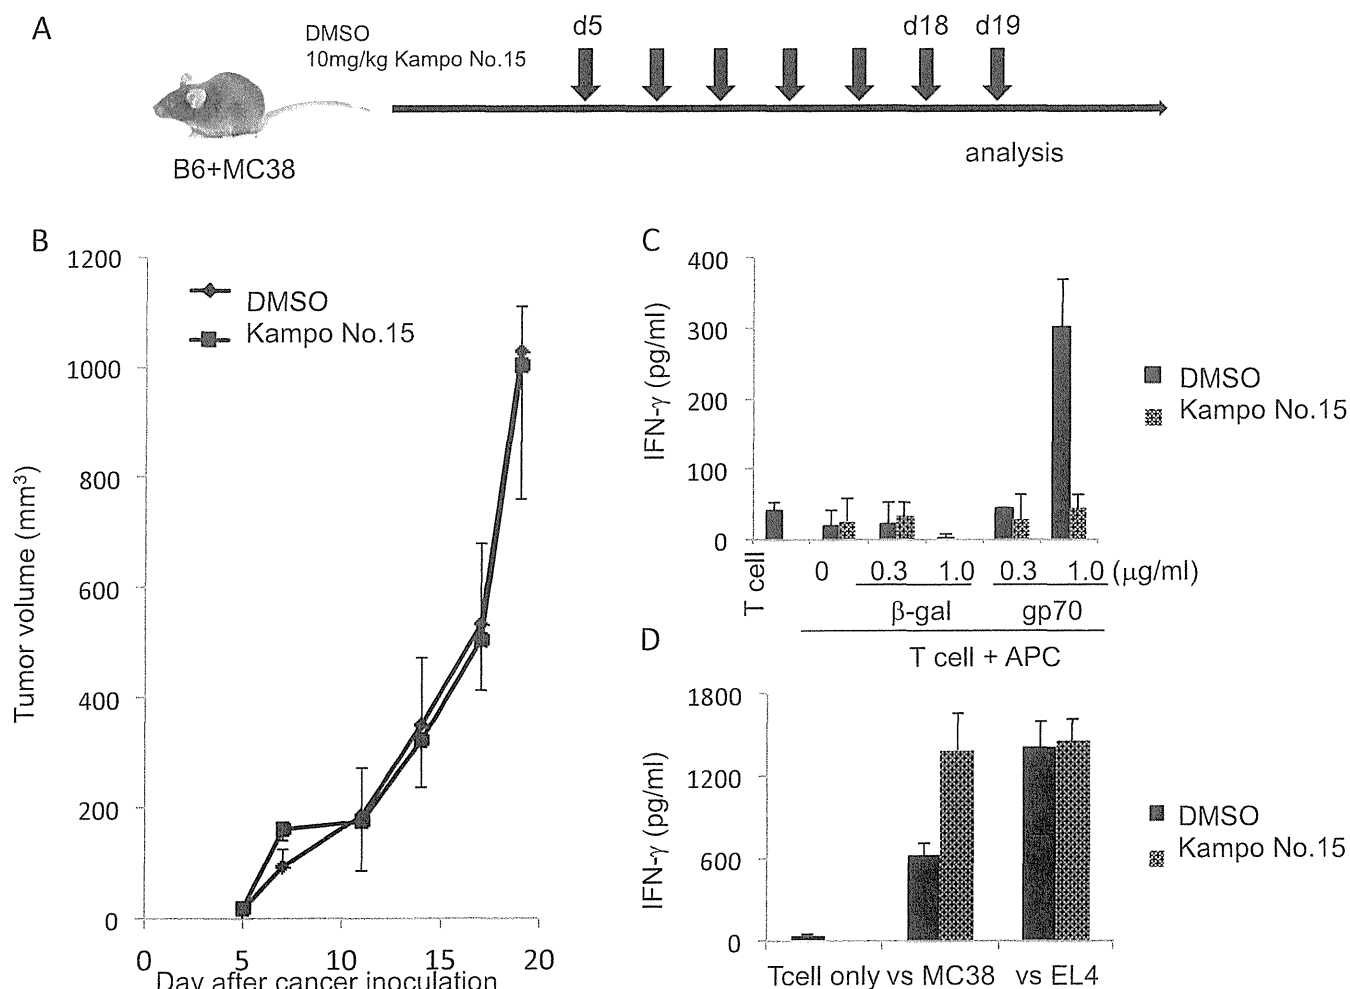 A
DMSO
10mg/kg Kampo No.15
d5
d18
d19
B6+MC38
analysis
B
1200
1000
800
600
400
200
0
Tumor volume (mm³)
DMSO
Kampo No.15
0
5
10
15
20
Day after cancer inoculation
C
400
300
200
100
0
IFN-γ (pg/ml)
DMSO
Kampo No.15
T cell
0
0.3
1.0
0.3
1.0 (µg/ml)
β-gal
gp70
T cell + APC
D
1800
1200
600
0
IFN-γ (pg/ml)
DMSO
Kampo No.15
Tcell only vs MC38 vs EL4